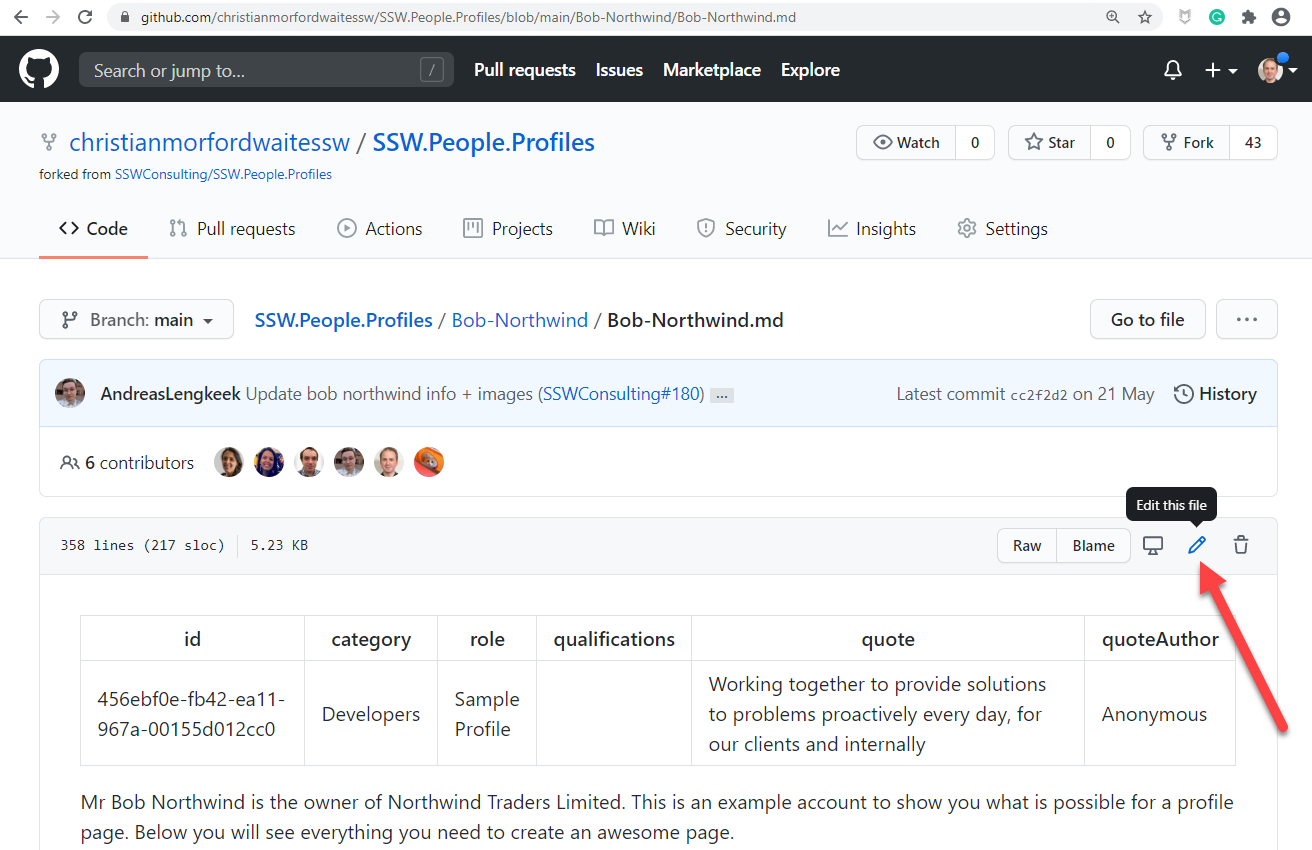 github.com/christianmorfordwaitessw/SSW.People.Profiles/blob/main/Bob-Northwind/Bob-Northwind.md
Search or jump to... /
Pull requests Issues Marketplace Explore
christianmorfordwaitessw / SSW.People.Profiles
Watch 0 Star 0 Fork 43
forked from SSWConsulting/SSW.People.Profiles
Code Pull requests Actions Projects Wiki Security Insights Settings
Branch: main SSW.People.Profiles / Bob-Northwind / Bob-Northwind.md Go to file ...
AndreasLengkeek Update bob northwind info + images (SSWConsulting#180) ... Latest commit cc2f2d2 on 21 May History
6 contributors
Edit this file
358 lines (217 sloc) 5.23 KB Raw Blame
id category role qualifications quote quoteAuthor
456ebf0e-fb42-ea11-
967a-00155d012cc0
Developers
Sample
Profile
Working together to provide solutions
to problems proactively every day, for
our clients and internally
Anonymous
Mr Bob Northwind is the owner of Northwind Traders Limited. This is an example account to show you what is possible for a profile
page. Below you will see everything you need to create an awesome page.